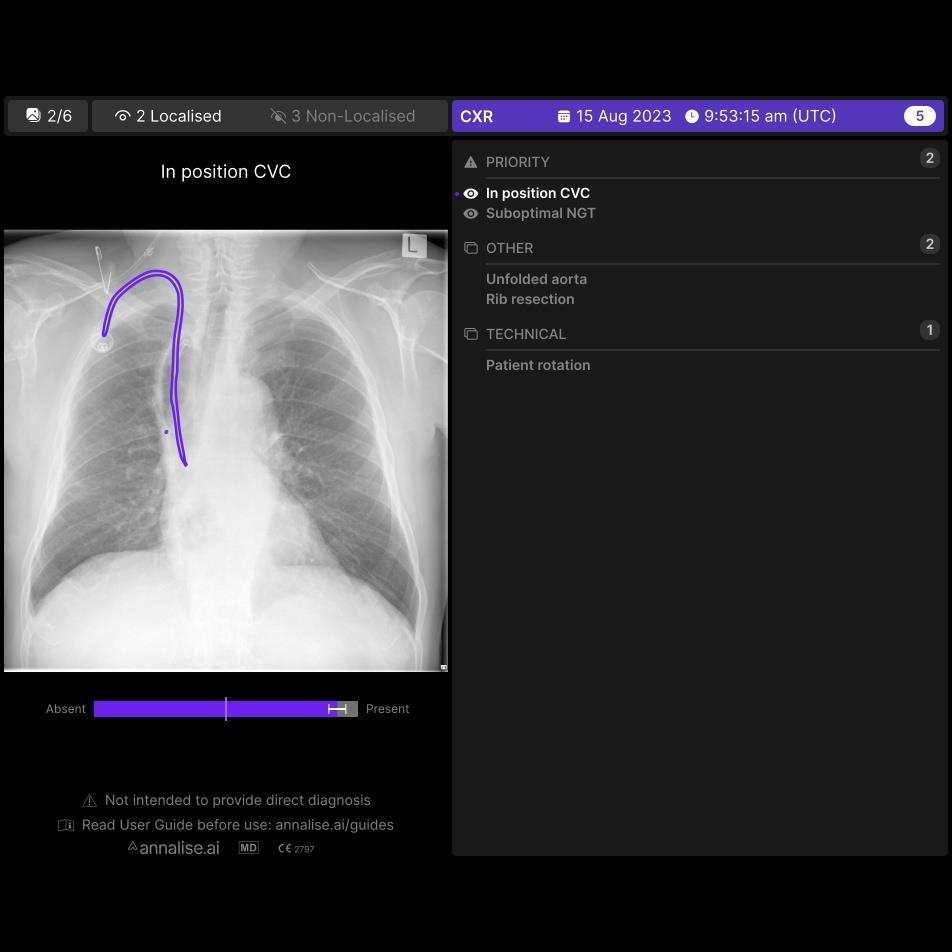 2/6
2 Localised
3 Non-Localised
CXR
15 Aug 2023
9:53:15 am (UTC)
5
In position CVC
L
PRIORITY
2
In position CVC
Suboptimal NGT
OTHER
2
Unfolded aorta
Rib resection
TECHNICAL
1
Patient rotation
Absent
Present
Not intended to provide direct diagnosis
Read User Guide before use: annalise.ai/guides
annalise.ai
MD
CE 2797